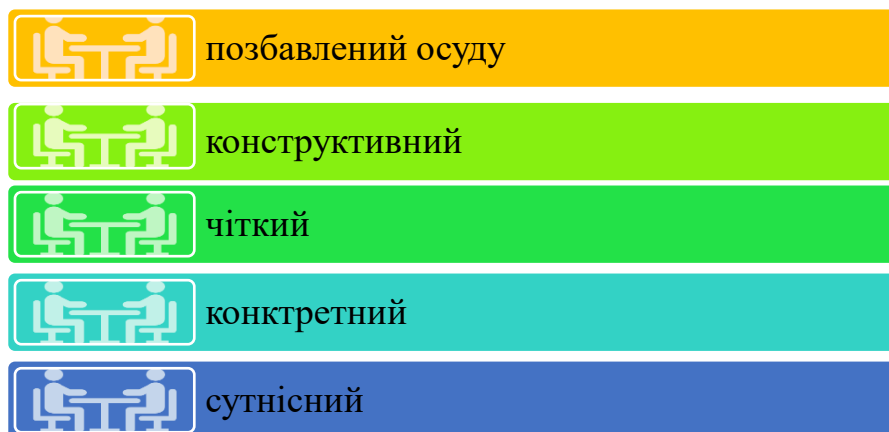 позбавлений осуду
конструктивний
чіткий
конктретний
сутнісний